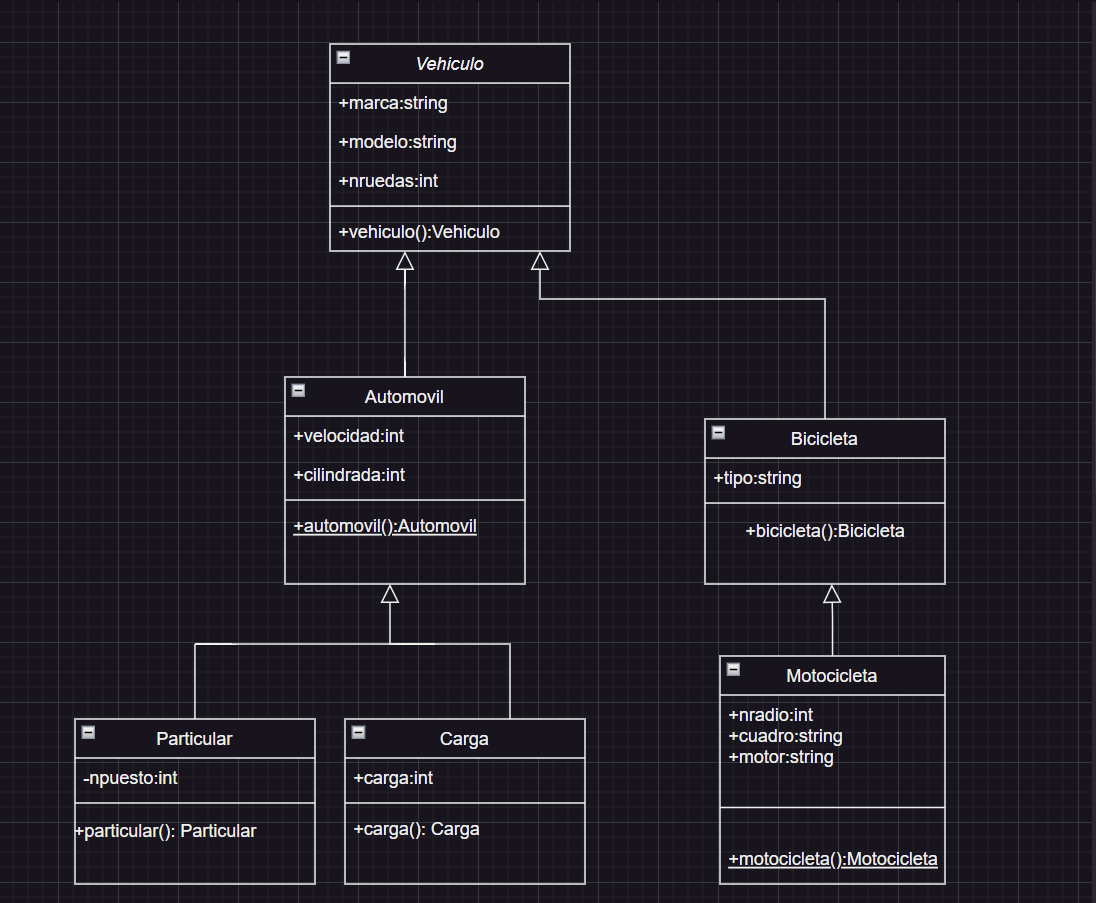 Vehiculo
+marca:string
+modelo:string
+nruedas:int
+vehiculo():Vehiculo
Automovil
+velocidad:int
+cilindrada:int
+automovil():Automovil
Bicicleta
+tipo:string
+bicicleta():Bicicleta
Particular
-npuesto:int
+particular(): Particular
Carga
+carga:int
+carga(): Carga
Motocicleta
+nradio:int
+cuadro:string
+motor:string
+motocicleta():Motocicleta